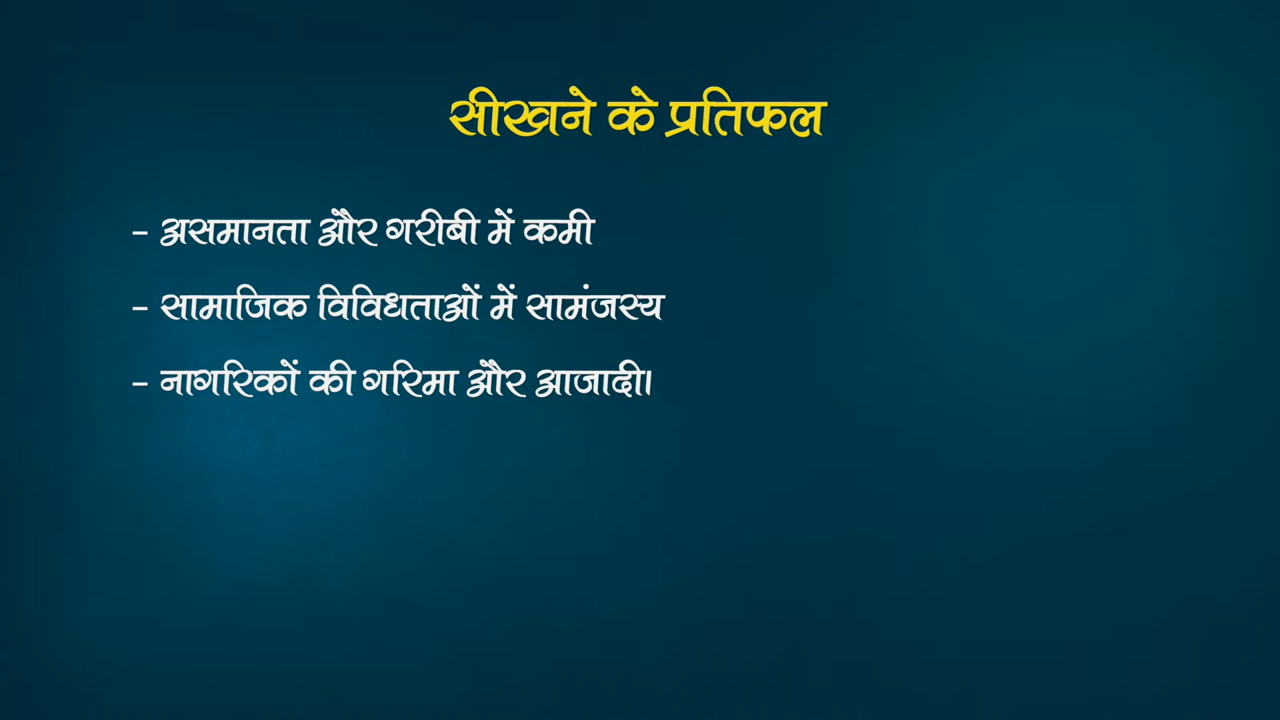 सीखने के प्रतिफल
- असमानता और गरीबी में कमी
- सामाजिक विविधताओं में सामंजस्य
- नागरिकों की गरिमा और आजादी।